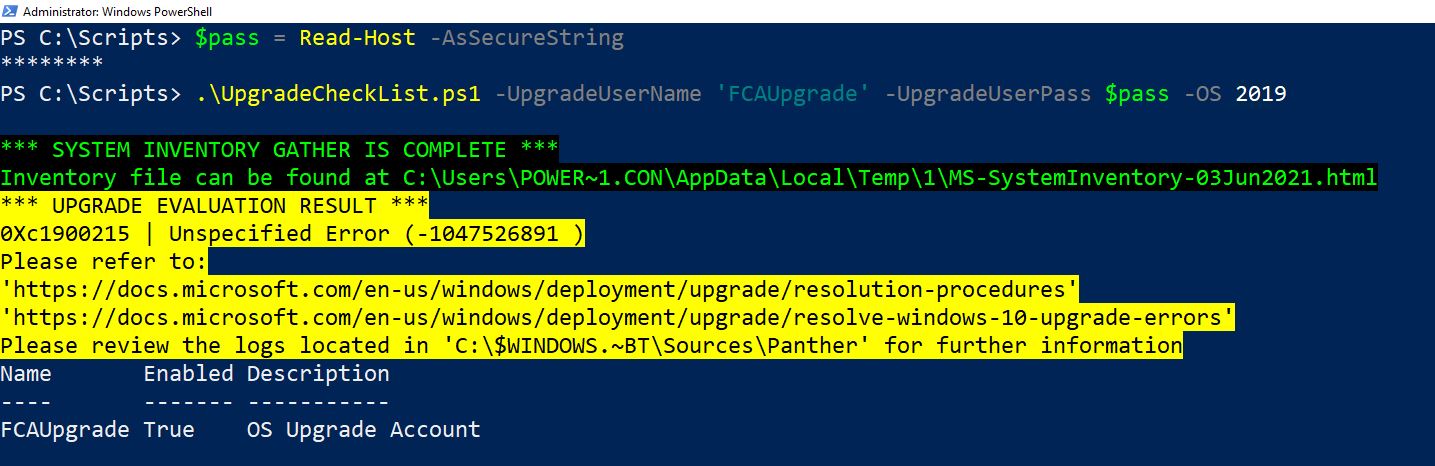 Administrator: Windows PowerShell
PS C:\Scripts> $pass = Read-Host -AsSecureString
********
PS C:\Scripts> .\UpgradeCheckList.ps1 -UpgradeUserName 'FCAUpgrade' -UpgradeUserPass $pass -OS 2019
*** SYSTEM INVENTORY GATHER IS COMPLETE ***
Inventory file can be found at C:\Users\POWER~1.CON\AppData\Local\Temp\1\MS-SystemInventory-03Jun2021.html
*** UPGRADE EVALUATION RESULT ***
0Xc1900215 | Unspecified Error (-1047526891 )
Please refer to:
'https://docs.microsoft.com/en-us/windows/deployment/upgrade/resolution-procedures'
'https://docs.microsoft.com/en-us/windows/deployment/upgrade/resolve-windows-10-upgrade-errors'
Please review the logs located in 'C:\$WINDOWS.~BT\Sources\Panther' for further information
Name       Enabled Description
----       ------- -----------
FCAUpgrade True    OS Upgrade Account